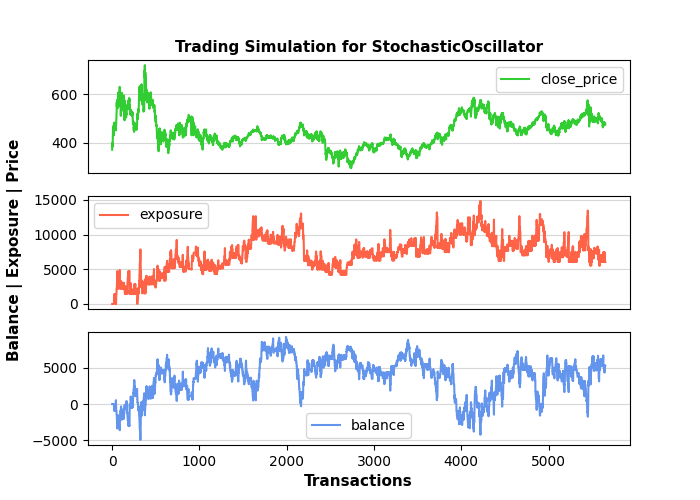 Trading Simulation for StochasticOscillator
close_price
600
400
exposure
15000
10000
5000
0
Balance | Exposure | Price
5000
0
−5000
balance
0 1000 2000 3000 4000 5000
Transactions